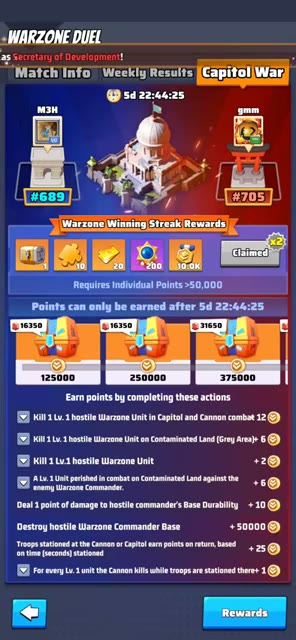 WARZONE DUEL
as Secretary of Development!
Match Info
Weekly Results
Capitol War
5d 22:44:25
M3H
gmm
#689
#705
Warzone Winning Streak Rewards
1
10
20
200
10.0K
Claimed
x2
Requires Individual Points >50,000
Points can only be earned after 5d 22:44:25
16350
16350
31650
125000
250000
375000
Earn points by completing these actions
Kill 1 Lv. 1 hostile Warzone Unit in Capitol and Cannon combat+ 12
Kill 1 Lv. 1 hostile Warzone Unit on Contaminated Land (Grey Area)+ 6
Kill 1 Lv.1 hostile Warzone Unit + 2
A Lv. 1 Unit perished in combat on Contaminated Land against the
enemy Warzone Commander. + 6
Deal 1 point of damage to hostile commander's Base Durability + 10
Destroy hostile Warzone Commander Base + 50000
Troops stationed at the Cannon or Capitol earn points on return, based
on time (seconds) stationed + 25
For every Lv. 1 unit the Cannon kills while troops are stationed there+ 1
Rewards